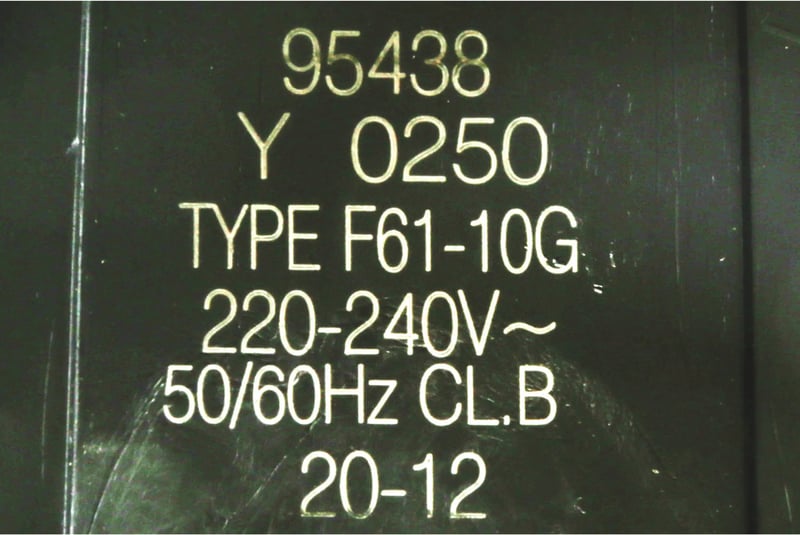 95438
Y 0250
TYPE F61-10G
220-240V~
50/60Hz CL.B
20-12